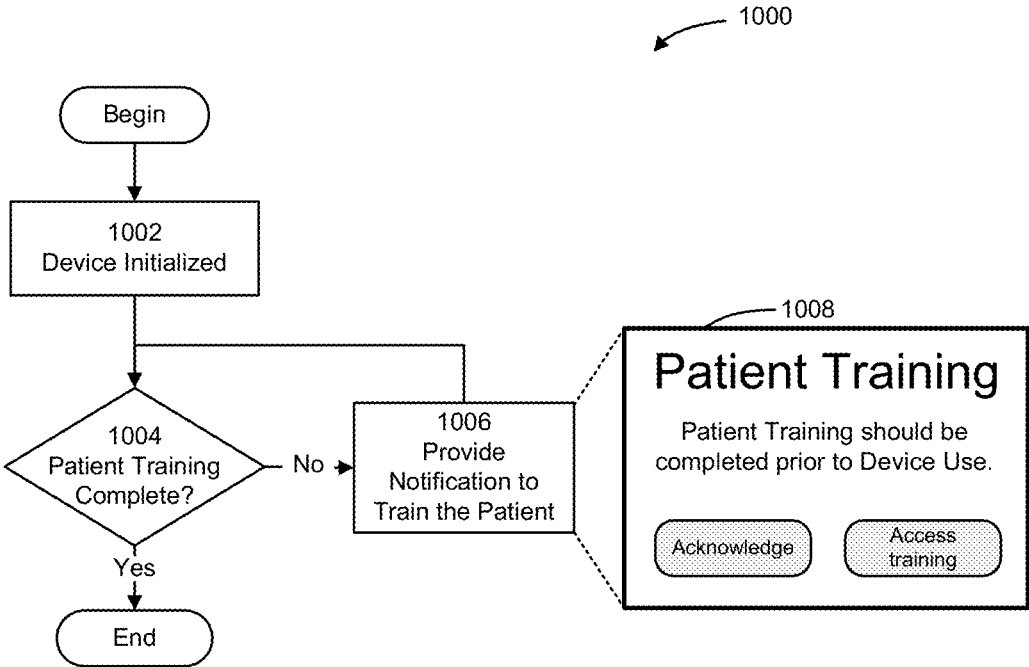 1000
Begin
1002
Device Initialized
1004
Patient Training
Complete?
No
1006
Provide
Notification to
Train the Patient
1008
Patient Training
Patient Training should be
completed prior to Device Use.
Acknowledge
Access
training
Yes
End